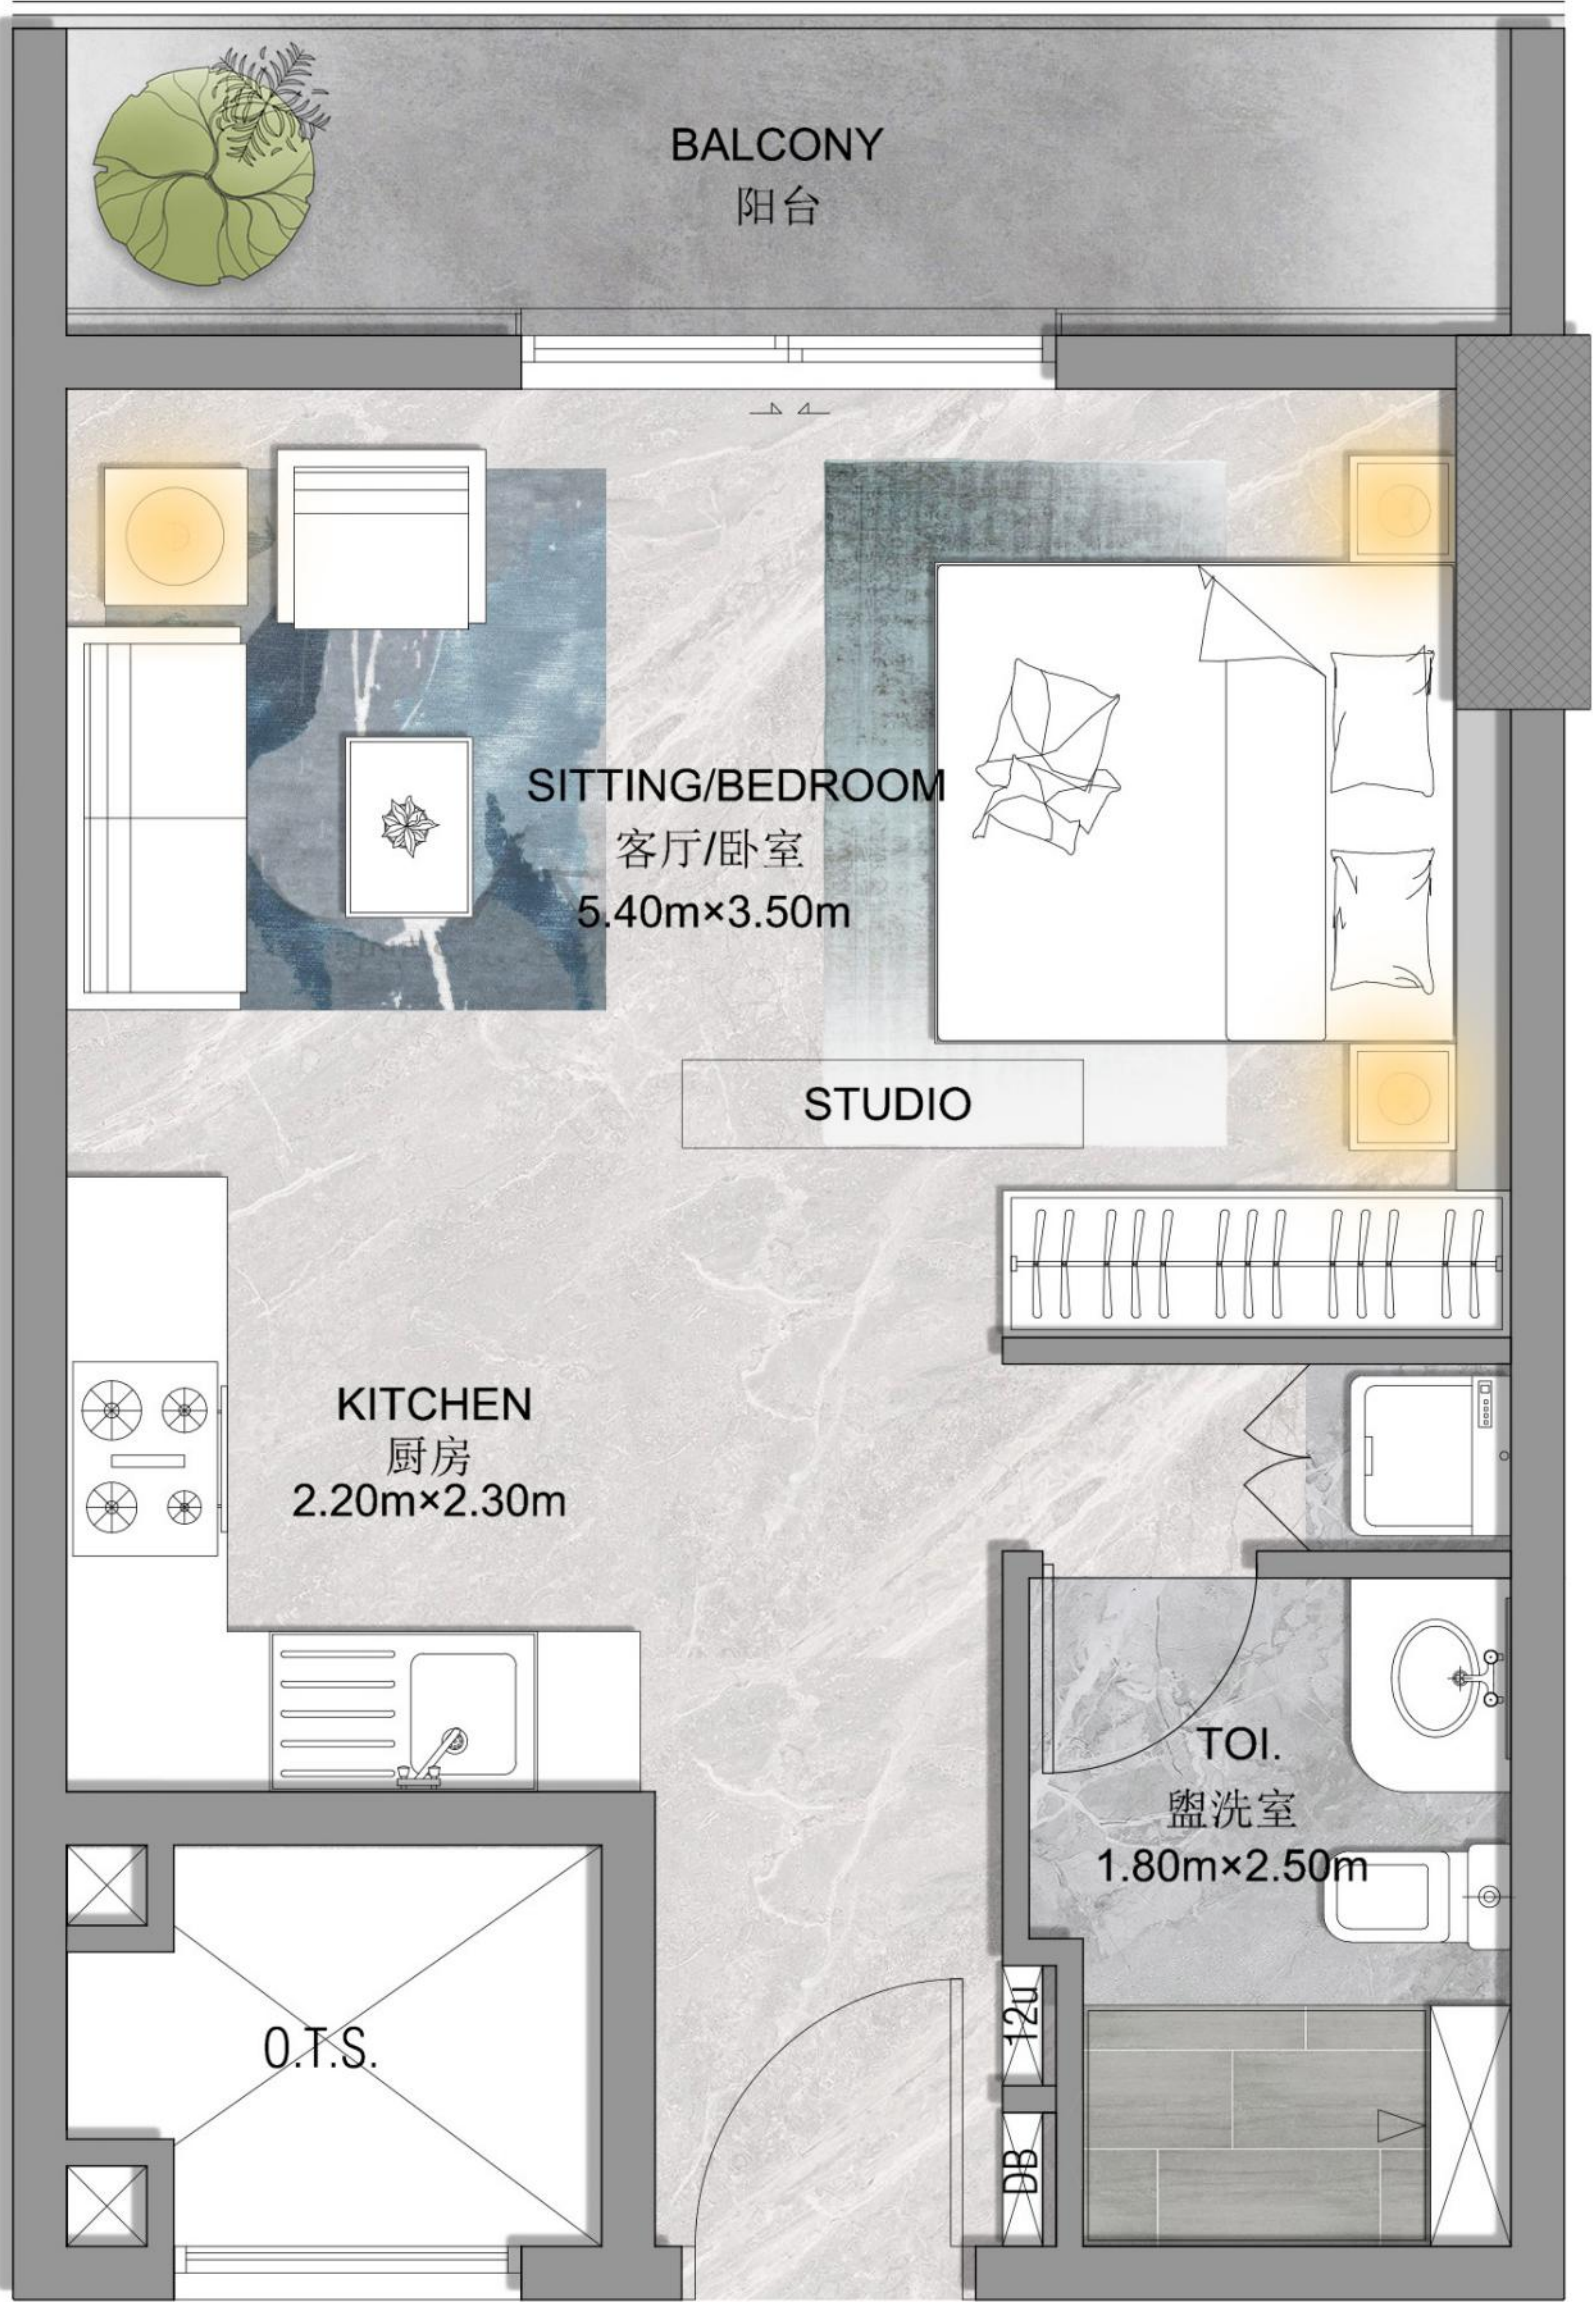 BALCONY
阳台
SITTING/BEDROOM
客厅/卧室
5.40m×3.50m
STUDIO
KITCHEN
厨房
2.20m×2.30m
TOI.
盥洗室
1.80m×2.50m
12u
O.T.S.
DB